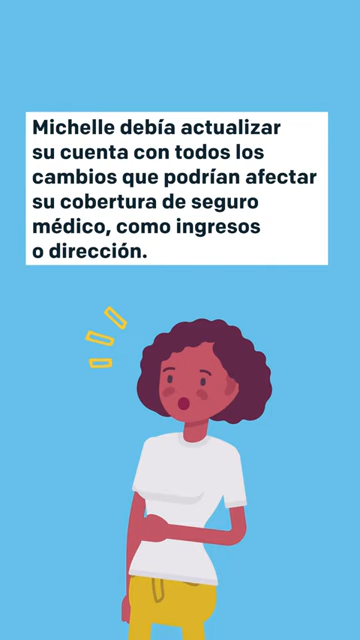 Michelle debía actualizar
su cuenta con todos los
cambios que podrían afectar
su cobertura de seguro
médico, como ingresos
o dirección.